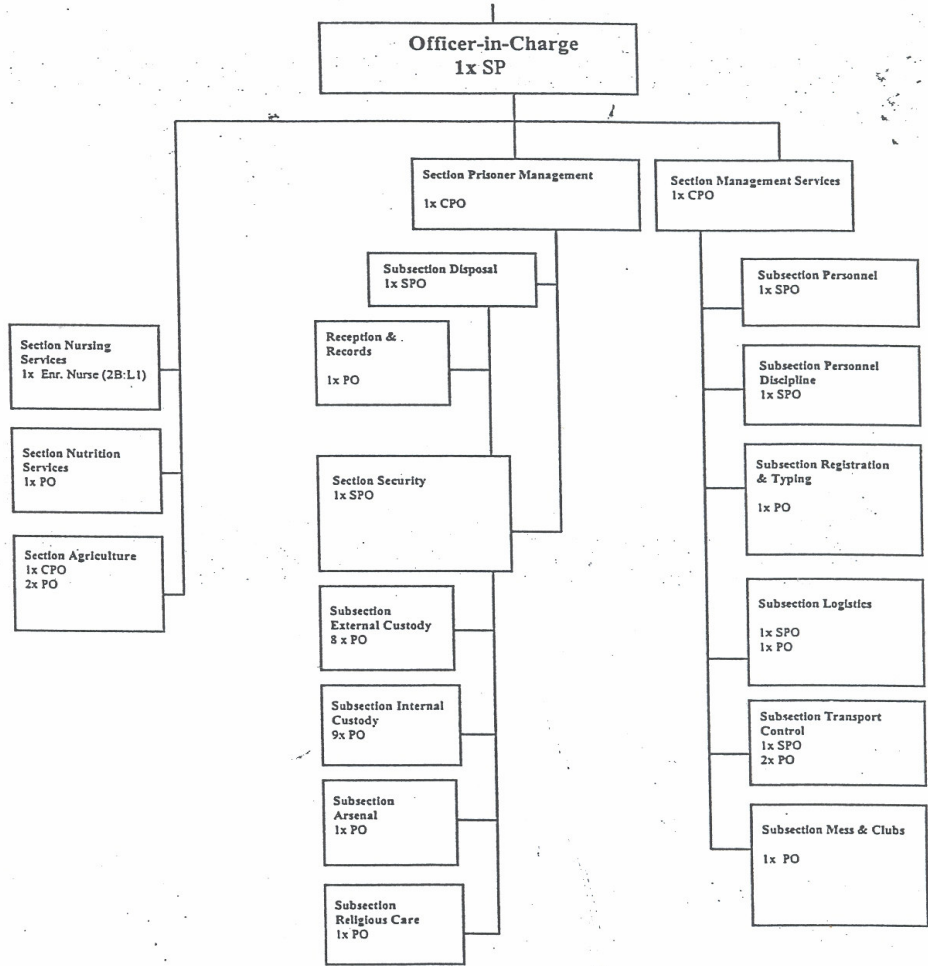 Officer-in-Charge
1x SP
Section Prisoner Management
1x CPO
Section Management Services
1x CPO
Subsection Disposal
1x SPO
Subsection Personnel
1x SPO
Section Nursing
Services
1x Enr. Nurse (2B:L1)
Reception &
Records
1x PO
Subsection Personnel
Discipline
1x SPO
Section Nutrition
Services
1x PO
Section Security
1x SPO
Subsection Registration
& Typing
1x PO
Section Agriculture
1x CPO
2x PO
Subsection
External Custody
8 x PO
Subsection Logistics
1x SPO
1x PO
Subsection Internal
Custody
9x PO
Subsection Transport
Control
1x SPO
2x PO
Subsection
Arsenal
1x PO
Subsection Mess & Clubs
1x PO
Subsection
Religious Care
1x PO